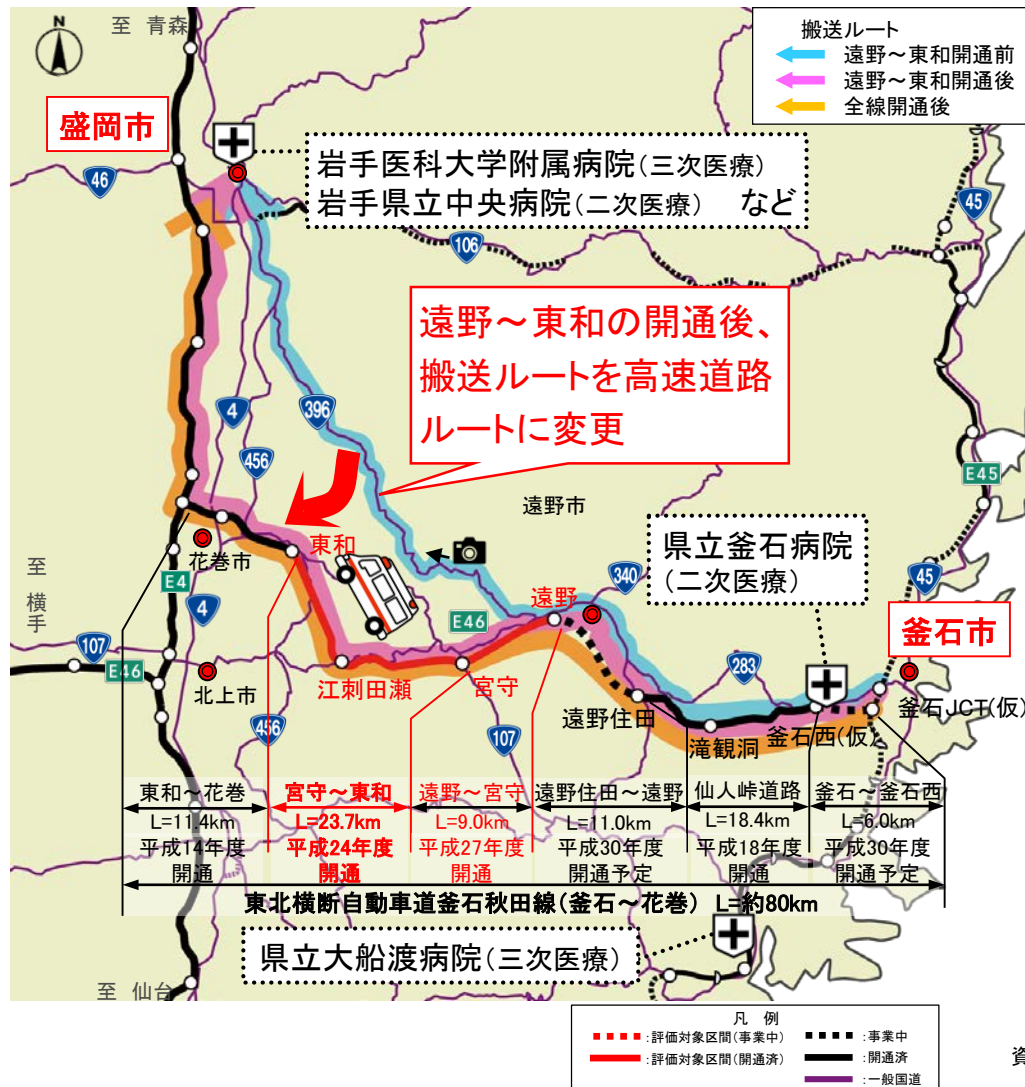 搬送ルート
遠野～東和開通前
遠野～東和開通後
全線開通後
N
至 青森
盛岡市
46
岩手医科大学附属病院(三次医療)
岩手県立中央病院(二次医療) など
106
45
遠野～東和の開通後、
搬送ルートを高速道路
ルートに変更
4
396
456
E45
遠野市
花巻市
東和
県立釜石病院
(二次医療)
至 横手
E4
4
340
45
遠野
E46
釜石市
107
E46
北上市
江刺田瀬
宮守
283
遠野住田
滝観洞
釜石西(仮)
釜石JCT(仮)
456
107
東和～花巻
L=11.4km
平成14年度
開通
宮守～東和
L=23.7km
平成24年度
開通
遠野～宮守
L=9.0km
平成27年度
開通
遠野住田～遠野
L=11.0km
平成30年度
開通予定
仙人峠道路
L=18.4km
平成18年度
開通
釜石～釜石西
L=6.0km
平成30年度
開通予定
東北横断自動車道釜石秋田線(釜石～花巻) L=約80km
県立大船渡病院(三次医療)
至 仙台
凡 例
:評価対象区間(事業中)
:事業中
:評価対象区間(開通済)
:開通済
:一般国道
資